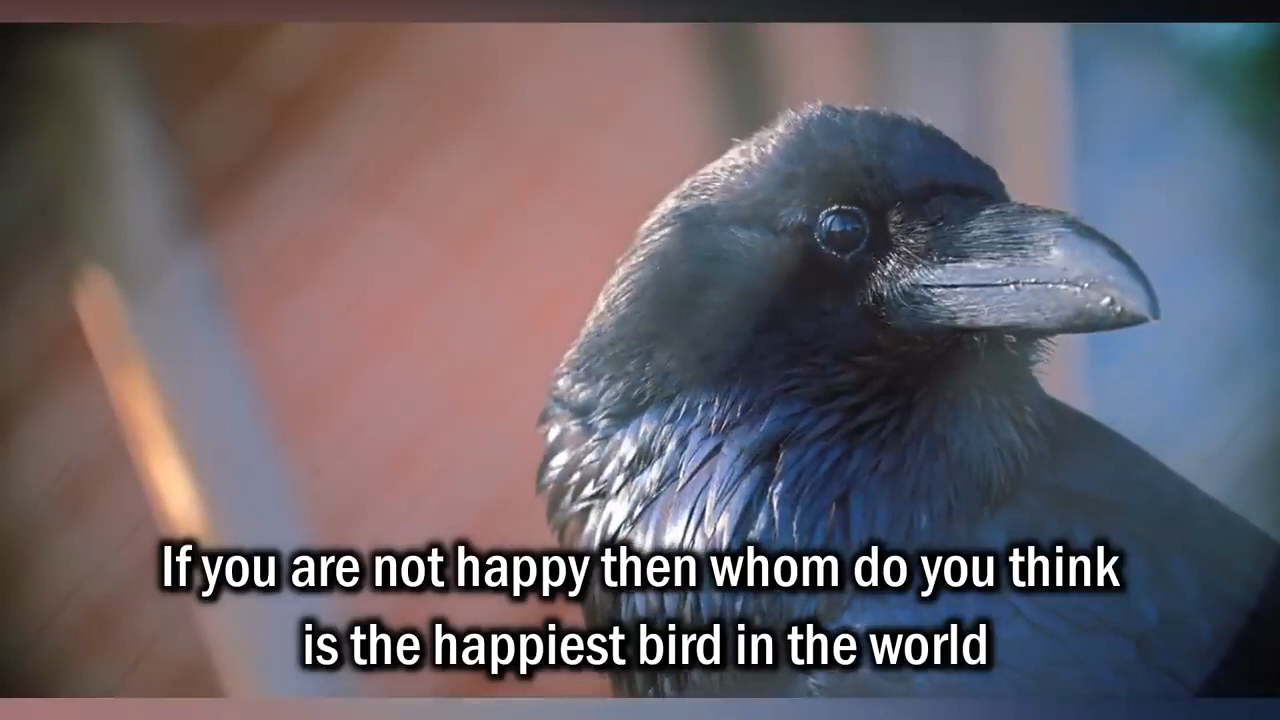 If you are not happy then whom do you think
is the happiest bird in the world